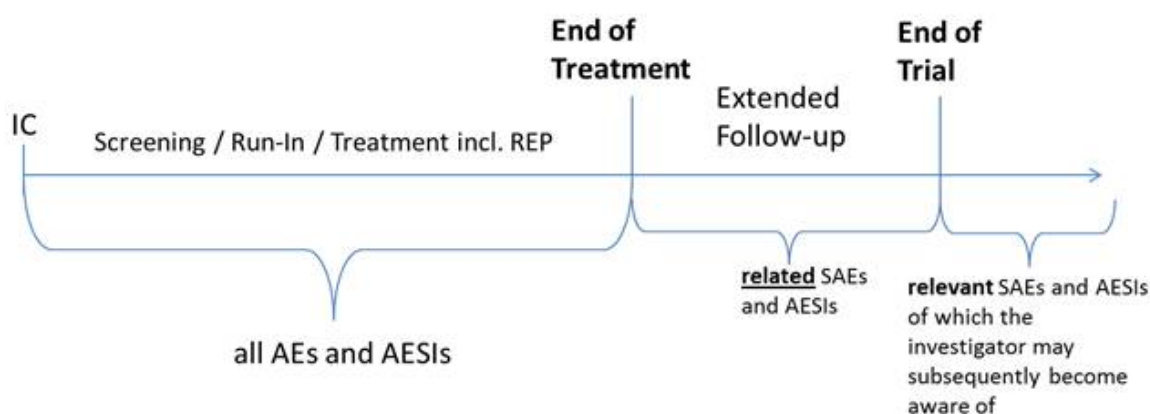 End of
Treatment
End of
Trial
IC
Screening / Run-In / Treatment incl. REP
Extended
Follow-up
all AEs and AESIs
related SAEs
and AESIs
relevant SAEs and AESIs
of which the
investigator may
subsequently become
aware of